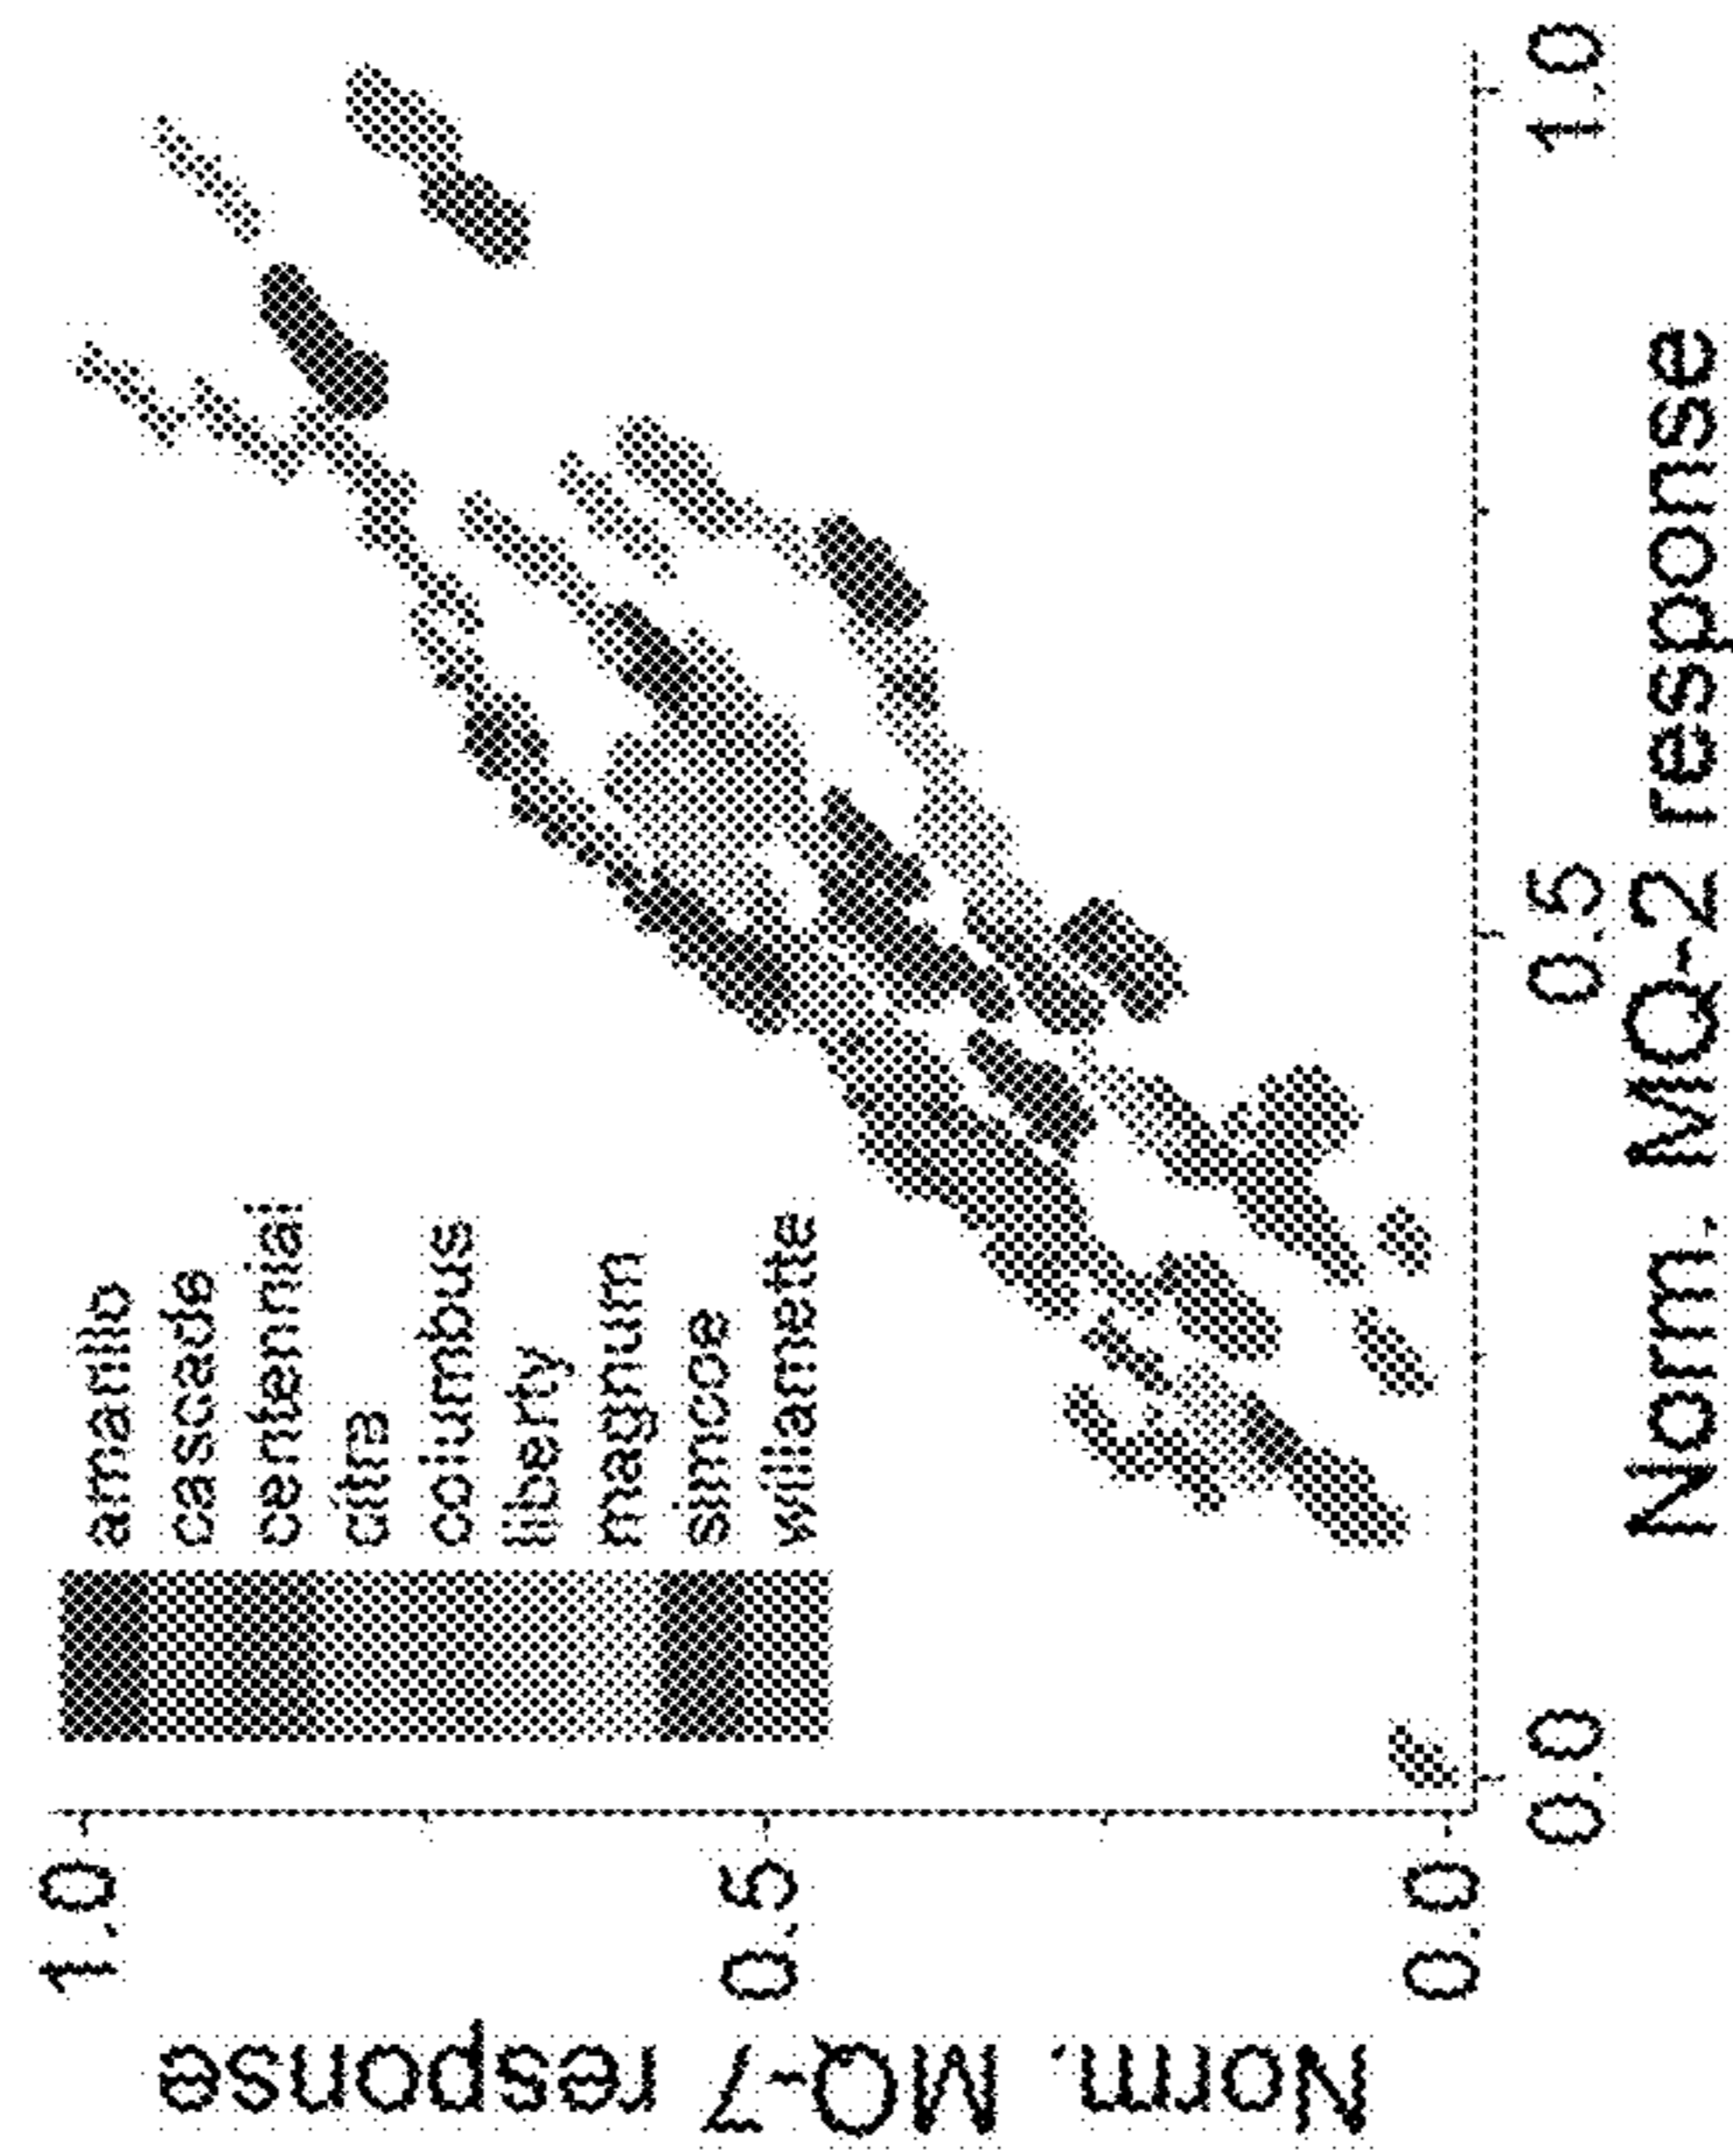 Norm. MQ-7 response
1.0
0.5
0.0
amarillo
cascade
centennial
citra
columbus
liberty
magnum
simcoe
willamette
0.0
0.5
1.0
Norm. MQ-2 response